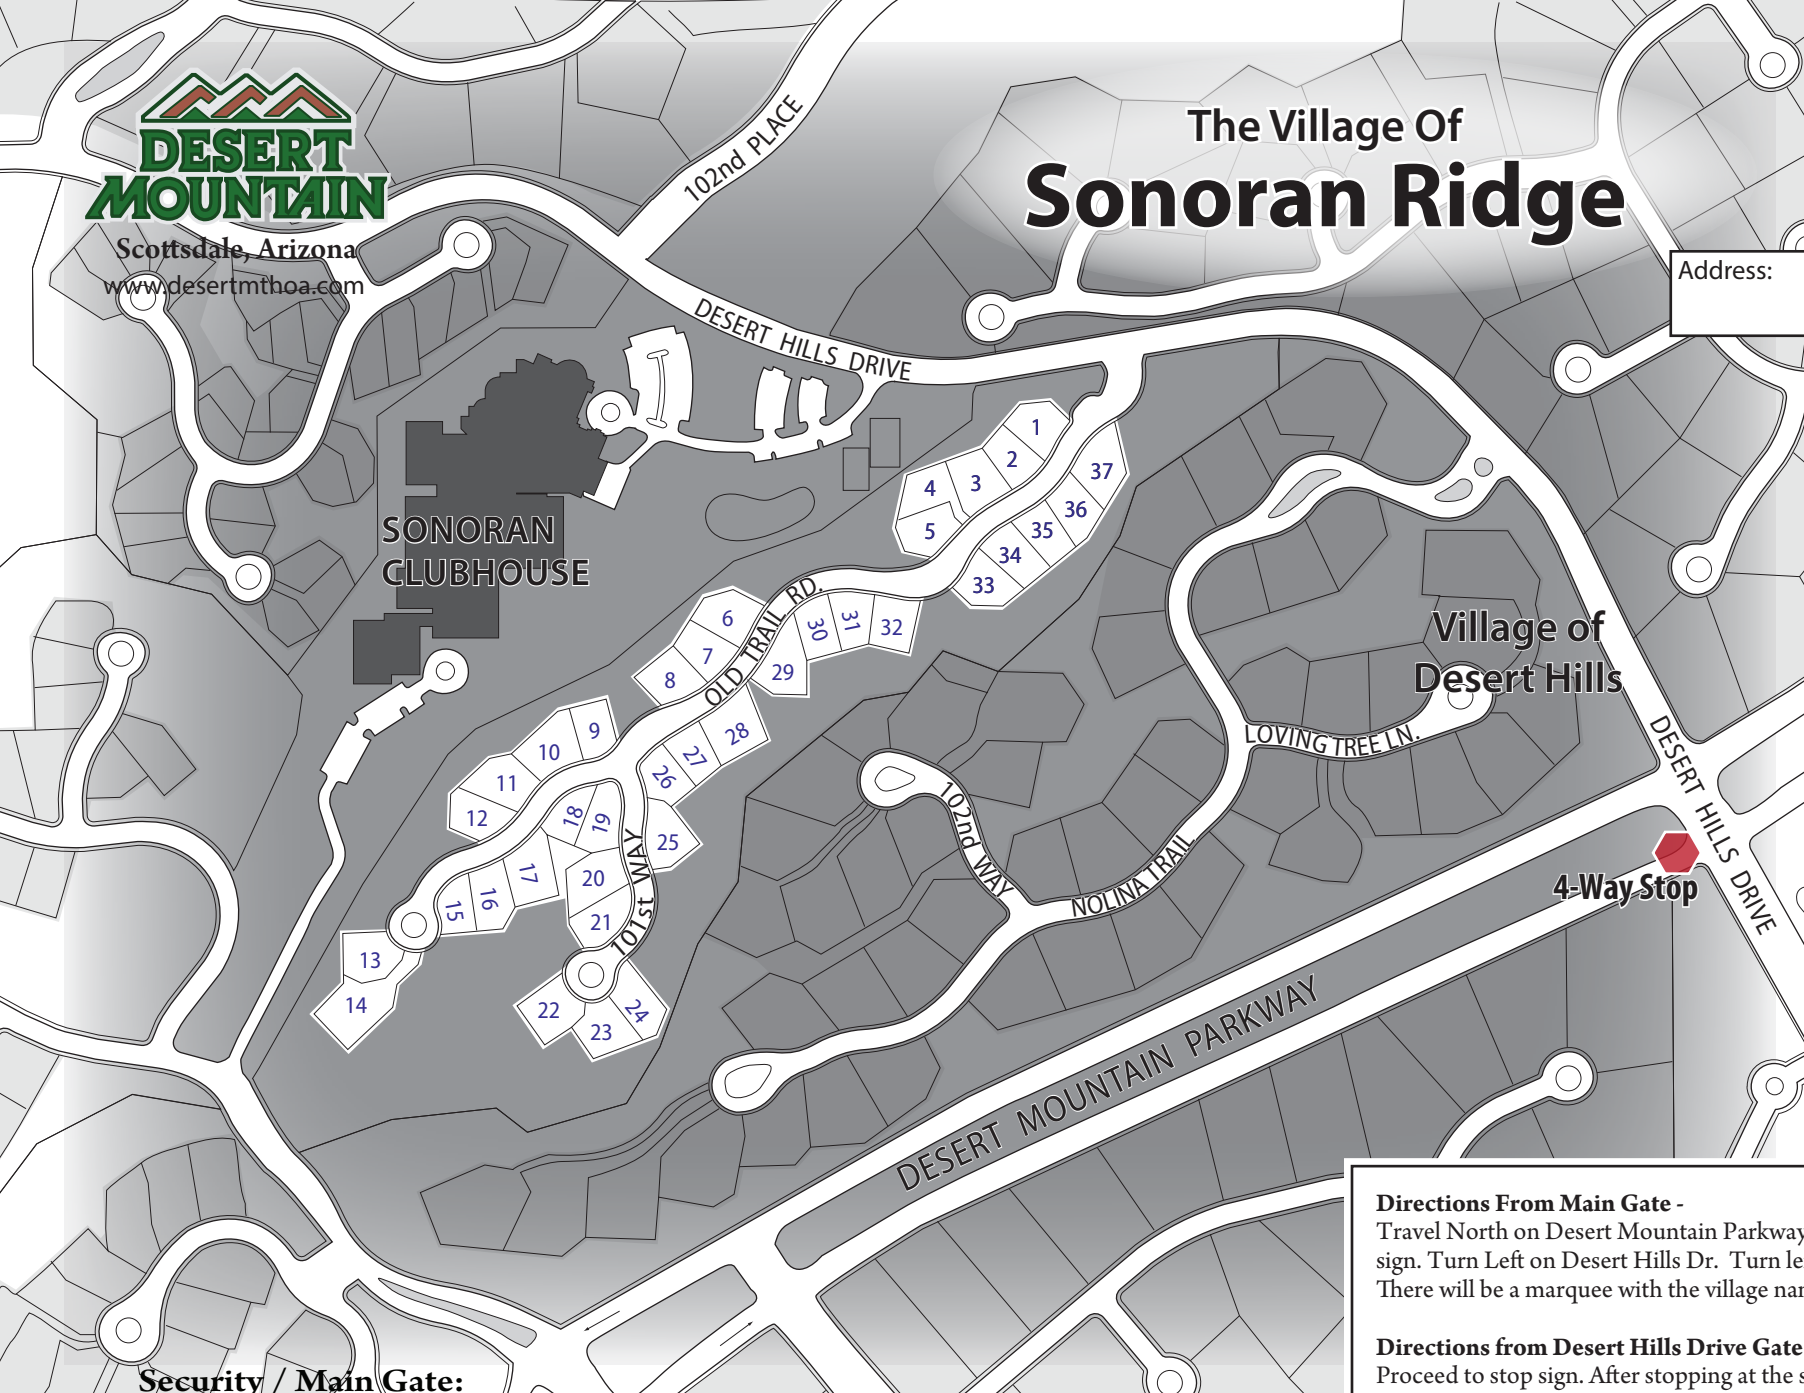 DESERT
MOUNTAIN
Scottsdale, Arizona
www.desertmthoa.com
The Village Of
Sonoran Ridge
Address:
102nd PLACE
DESERT HILLS DRIVE
SONORAN
CLUBHOUSE
1
2
3
4
5
37
36
35
34
33
OLD TRAIL RD.
6
7
8
9
10
11
12
13
14
15
16
17
18
19
20
21
22
23
24
25
26
27
28
29
30
31
32
101st WAY
Village of
Desert Hills
LOVING TREE LN.
102nd WAY
NOLINA TRAIL
DESERT HILLS DRIVE
4-Way Stop
DESERT MOUNTAIN PARKWAY
Directions From Main Gate -
Travel North on Desert Mountain Parkway
sign. Turn Left on Desert Hills Dr. Turn le
There will be a marquee with the village nam
Directions from Desert Hills Drive Gate
Proceed to stop sign. After stopping at the s
Security / Main Gate: